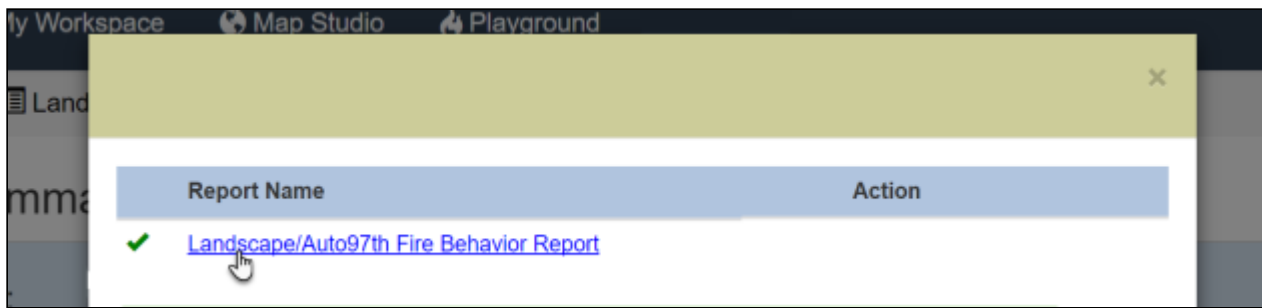 My Workspace Map Studio Playground
×
Land
mma
Report Name Action
Landscape/Auto97th Fire Behavior Report